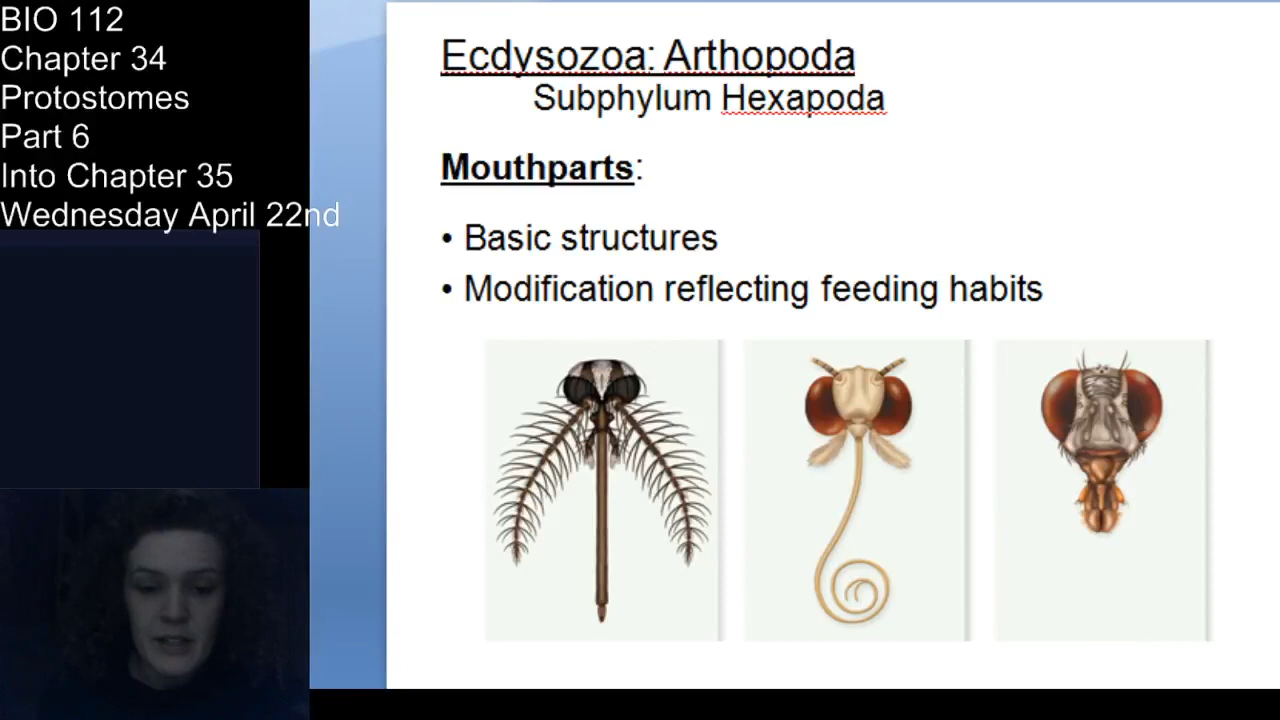 BIO 112
Chapter 34
Protostomes
Part 6
Into Chapter 35
Wednesday April 22nd
Ecdysozoa: Arthopoda
Subphylum Hexapoda
Mouthparts:
• Basic structures
• Modification reflecting feeding habits